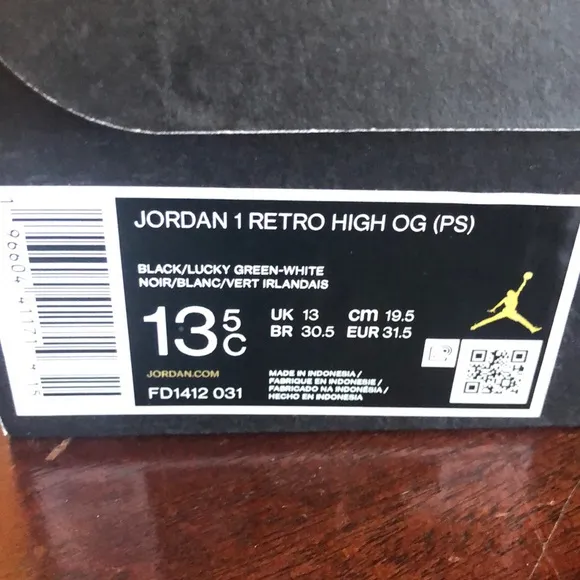 JORDAN 1 RETRO HIGH OG (PS)
BLACK/LUCKY GREEN-WHITE
NOIR/BLANC/VERT IRLANDAIS
13 5 C
UK 13 cm 19.5
BR 30.5 EUR 31.5
JORDAN.COM
FD1412 031
MADE IN INDONESIA /
FABRIQUE EN INDONESIE/
FABRICADO NA INDONÉSIA /
HECHO EN INDONESIA